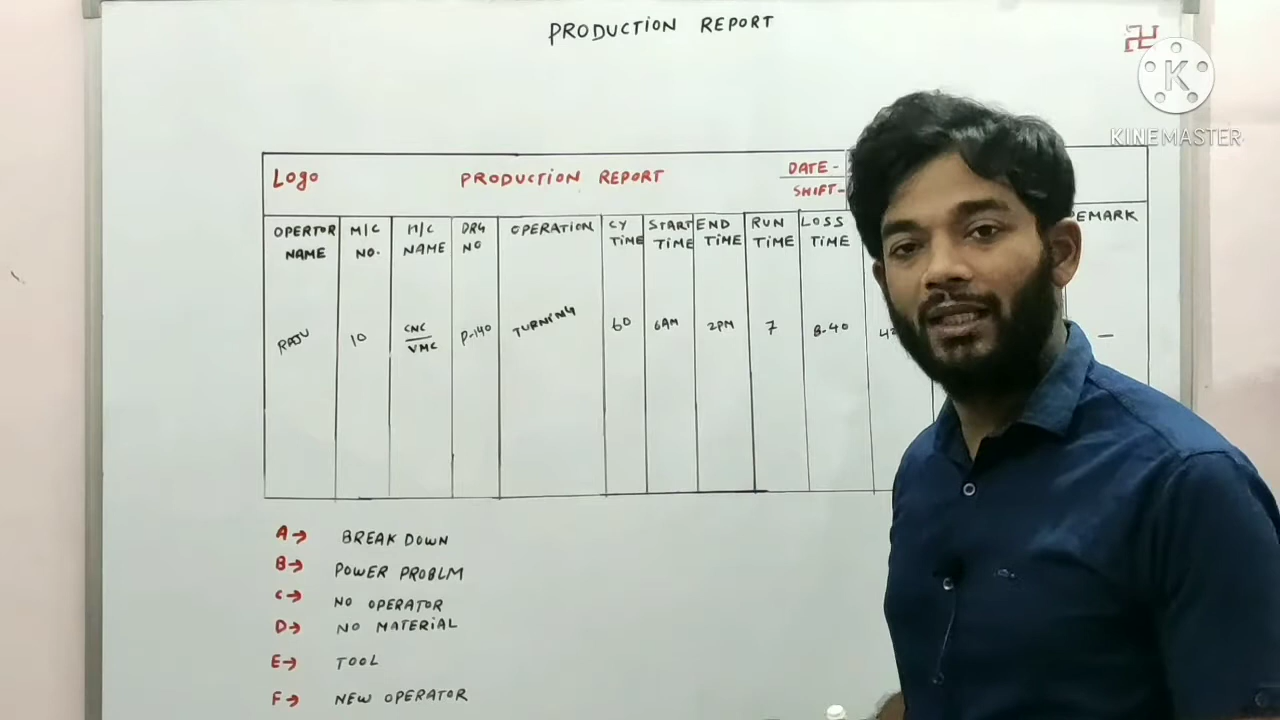 PRODUCTION REPORT
K
KINEMASTER
Logo PRODUCTION REPORT DATE-
SHIFT-
OPERTOR NAME M/C NO. M/C NAME DRG NO OPERATION CY TIME START TIME END TIME RUN TIME LOSS TIME EMARK
RAJU 10 CNC/VMC P-140 TURNING 60 6AM 2PM 7 B-40 —
A→ BREAK DOWN
B→ POWER PROBLM
C→ NO OPERATOR
D→ NO MATERIAL
E→ TOOL
F→ NEW OPERATOR